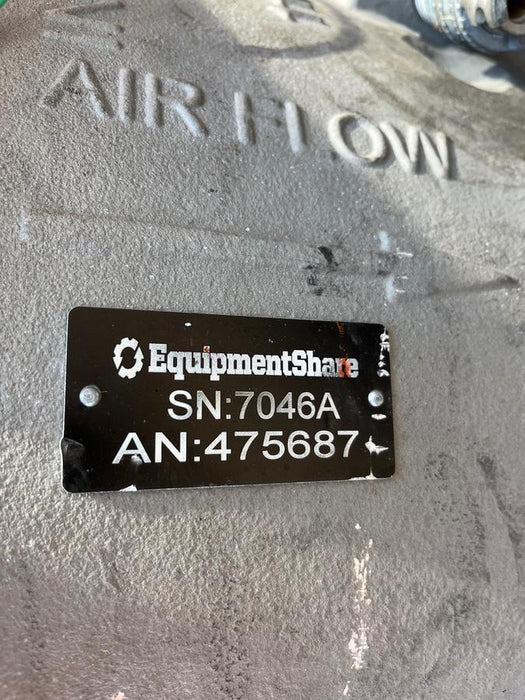 AIR FLOW
EquipmentShare
SN:7046A
AN:475687